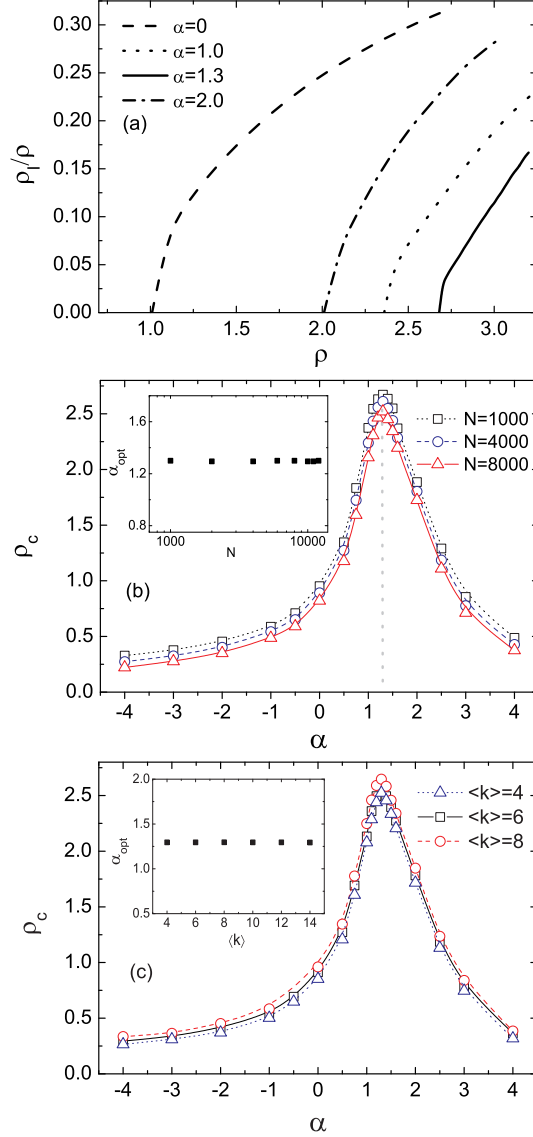 0.30
0.25
0.20
0.15
0.10
0.05
0.00
ρ_l/ρ
α=0
α=1.0
α=1.3
α=2.0
(a)
1.0 1.5 2.0 2.5 3.0
ρ
2.5
2.0
1.5
1.0
0.5
0.0
ρ_c
1.6
1.2
0.8
α_opt
1000 10000
N
N=1000
N=4000
N=8000
(b)
-4 -3 -2 -1 0 1 2 3 4
α
2.5
2.0
1.5
1.0
0.5
0.0
ρ_c
2.0
1.5
1.0
0.5
α_opt
4 6 8 10 12 14
⟨k⟩
<k>=4
<k>=6
<k>=8
(c)
-4 -3 -2 -1 0 1 2 3 4
α